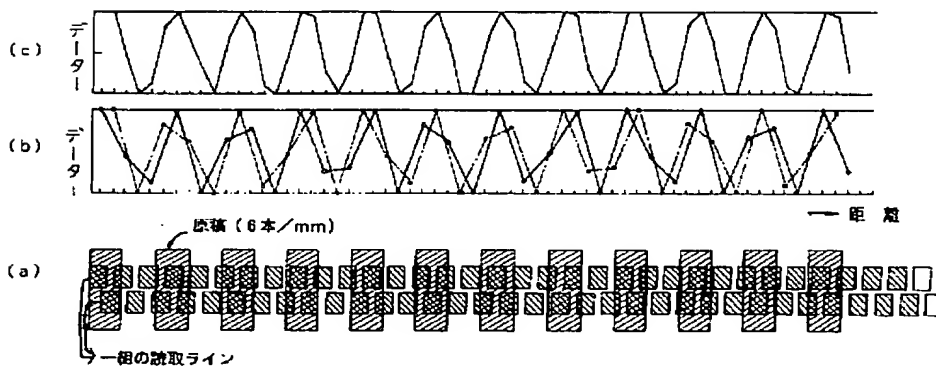 (c) データー
(b) データー
→ 距離
原稿(6本/mm)
(a)
一組の読取ライン